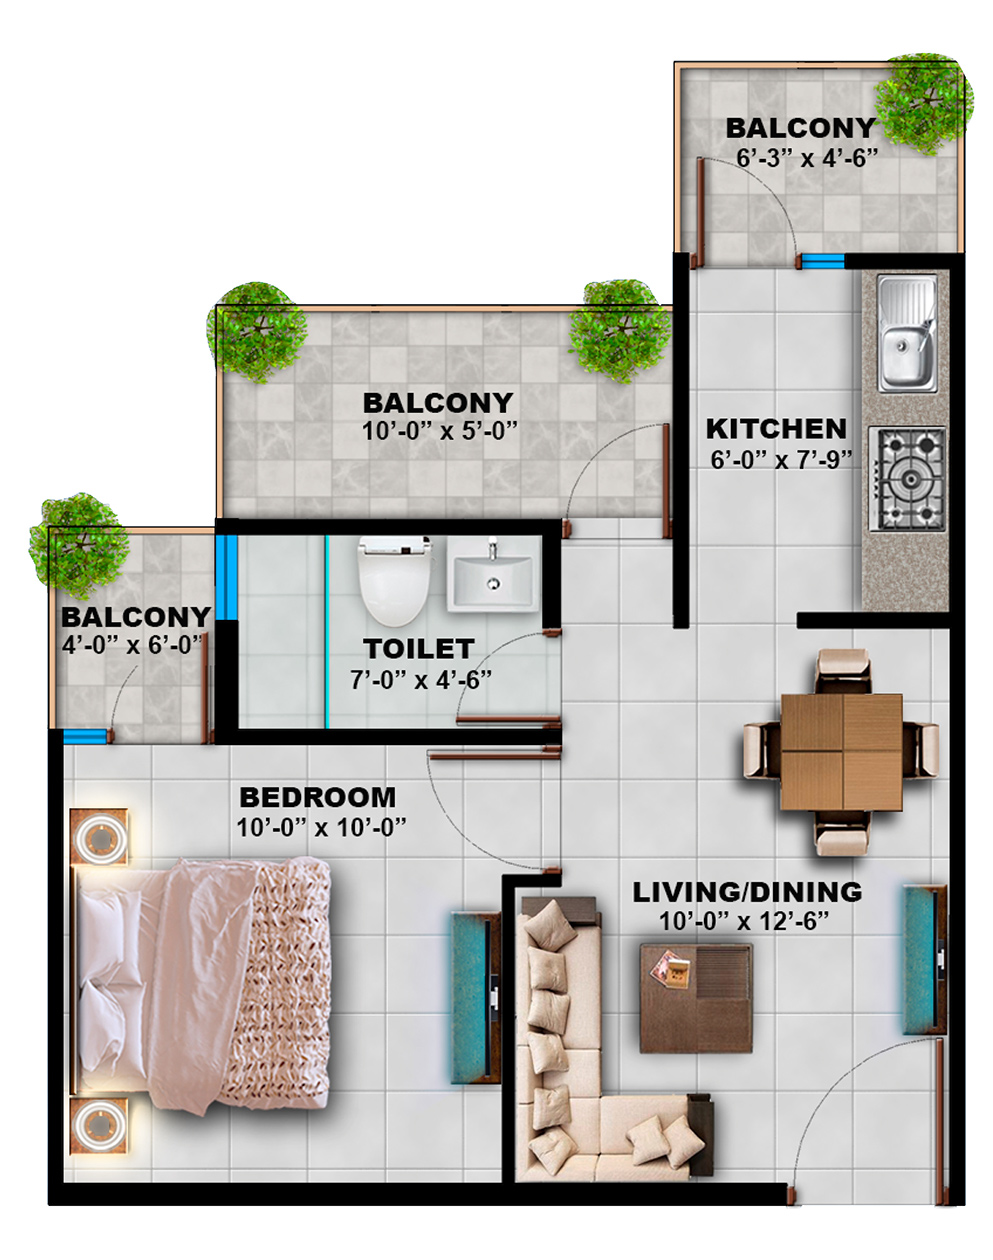 BALCONY
6’-3” x 4’-6”
BALCONY
10’-0” x 5’-0”
KITCHEN
6’-0” x 7’-9”
BALCONY
4’-0” x 6’-0”
TOILET
7’-0” x 4’-6”
BEDROOM
10’-0” x 10’-0”
LIVING/DINING
10’-0” x 12’-6”